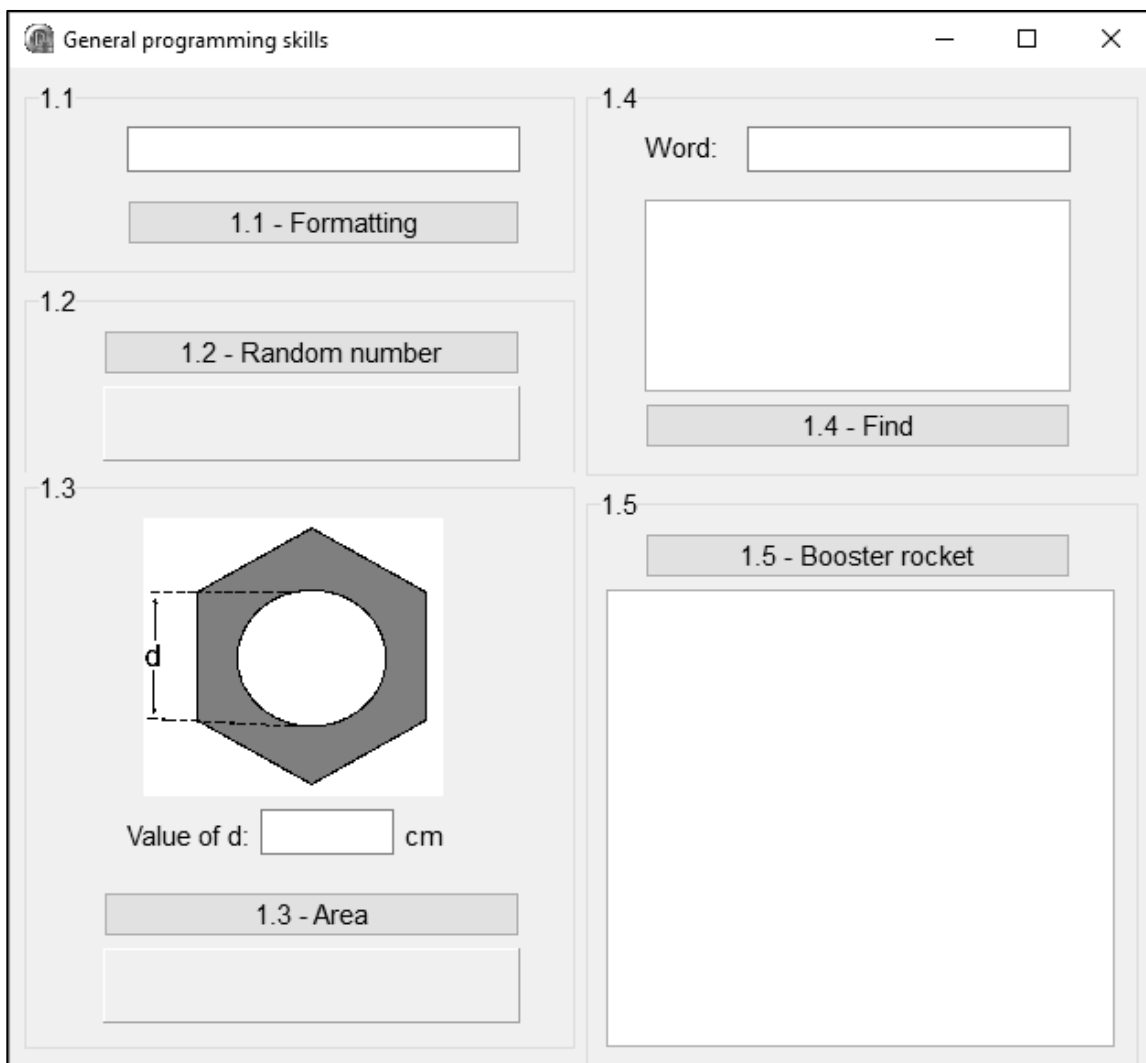 General programming skills
1.1
1.1 - Formatting
1.2
1.2 - Random number
1.3
d
Value of d: cm
1.3 - Area
1.4
Word:
1.4 - Find
1.5
1.5 - Booster rocket